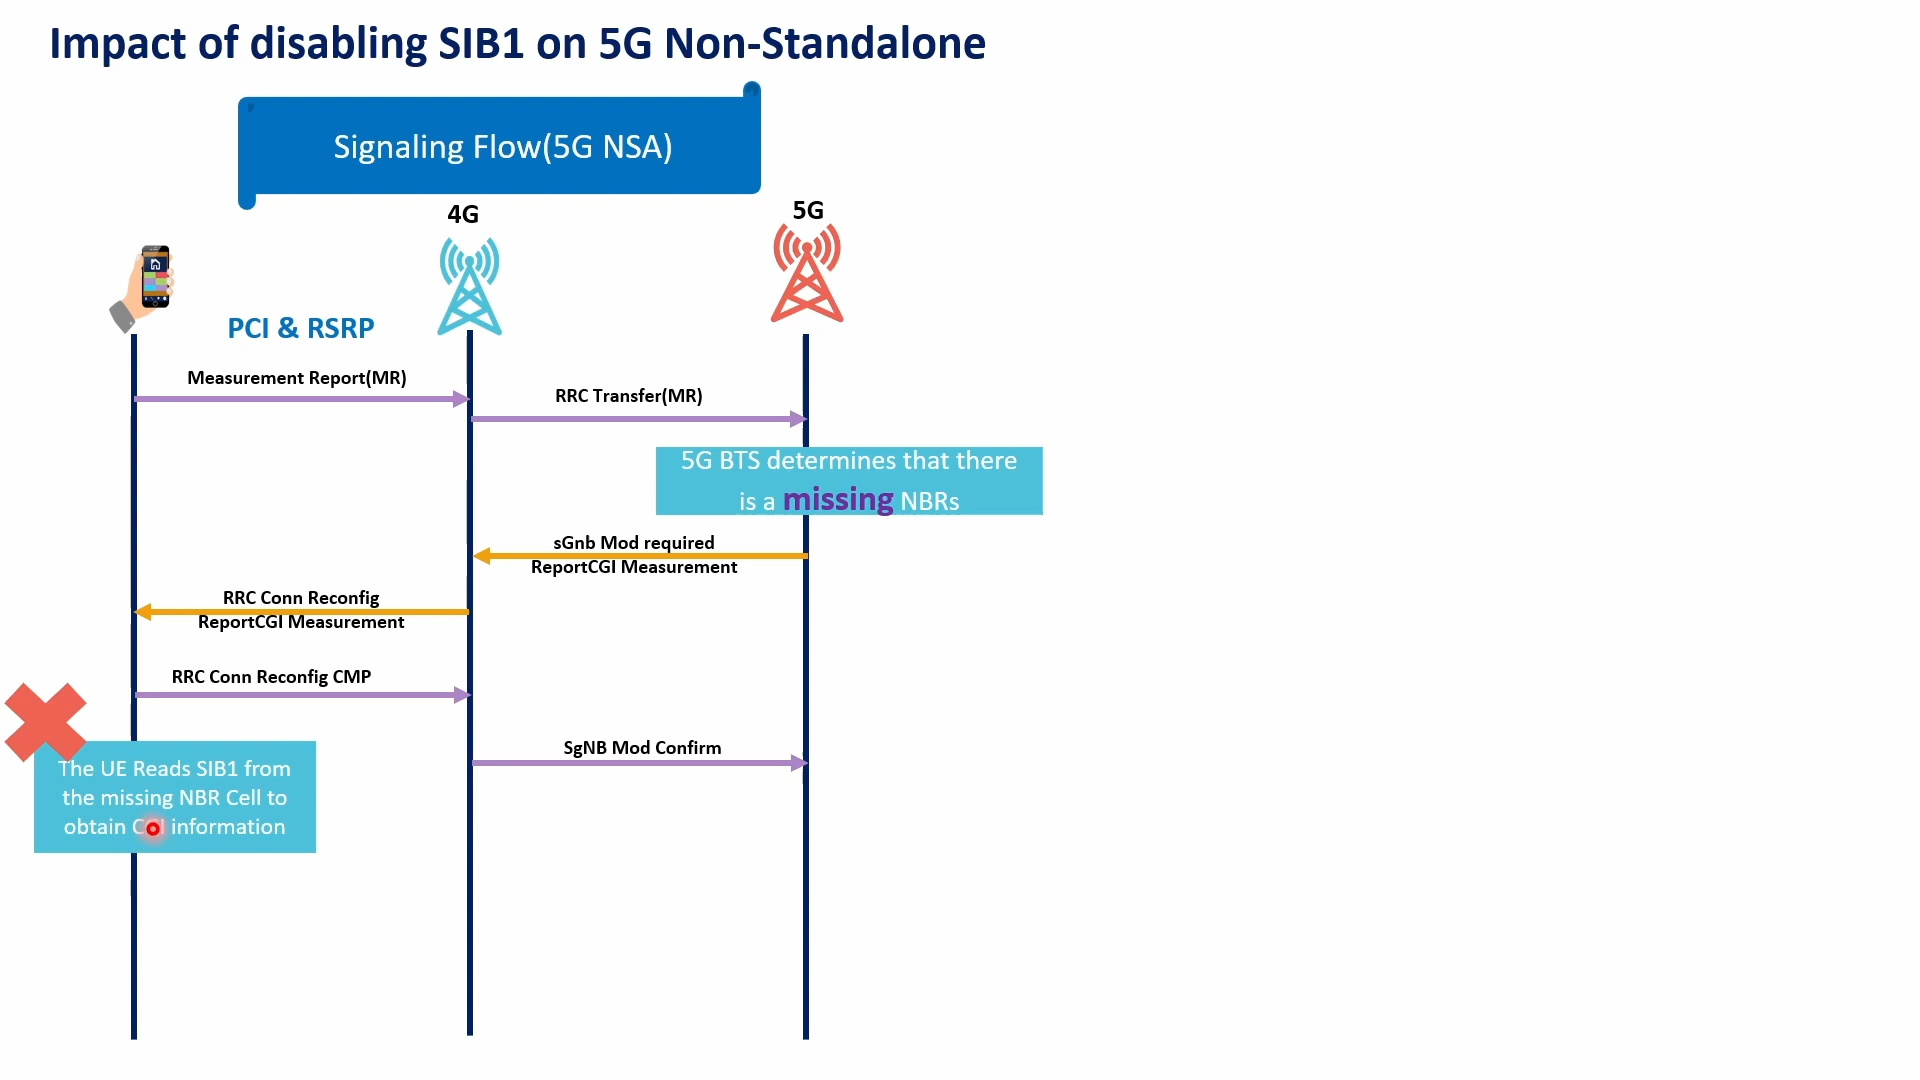 Impact of disabling SIB1 on 5G Non-Standalone
Signaling Flow(5G NSA)
4G
5G
PCI & RSRP
Measurement Report(MR)
RRC Transfer(MR)
5G BTS determines that there
is a missing NBRs
sGnb Mod required
ReportCGI Measurement
RRC Conn Reconfig
ReportCGI Measurement
RRC Conn Reconfig CMP
SgNB Mod Confirm
The UE Reads SIB1 from
the missing NBR Cell to
obtain CGI information